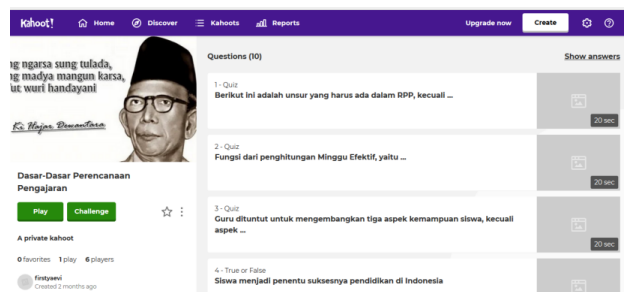 Kahoot! Home Discover Kahoots Reports Upgrade now Create
ng ngarsa sung tulada,
ng madya mangun karsa,
ut wuri handayani
Ki Hajar Dewantara
Dasar-Dasar Perencanaan
Pengajaran
Play Challenge
A private kahoot
0 favorites 1 play 6 players
firstyaevi
Created 2 months ago
Questions (10) Show answers
1 - Quiz
Berikut ini adalah unsur yang harus ada dalam RPP, kecuali ...
20 sec
2 - Quiz
Fungsi dari penghitungan Minggu Efektif, yaitu ...
20 sec
3 - Quiz
Guru dituntut untuk mengembangkan tiga aspek kemampuan siswa, kecuali
aspek ...
20 sec
4 - True or False
Siswa menjadi penentu suksesnya pendidikan di Indonesia